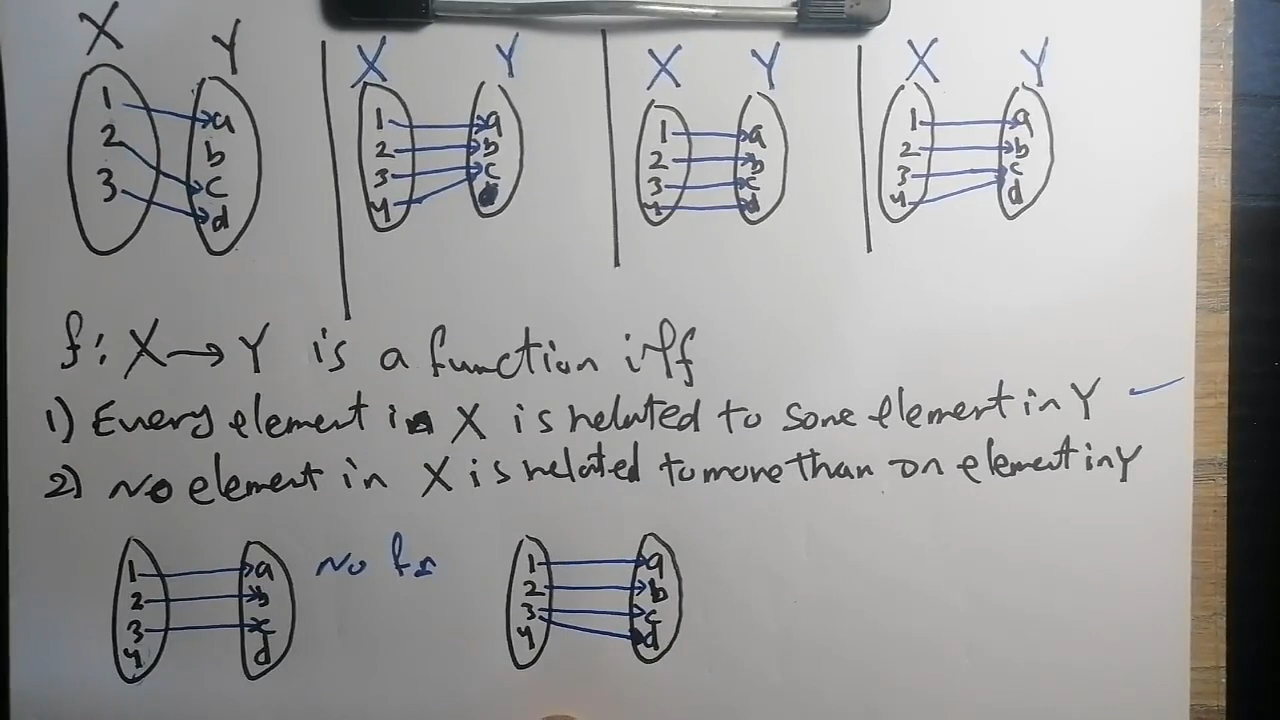 X Y X Y X Y X Y
1 a 1 a 1 a 1 a
2 b 2 b 2 b 2 b
3 c 3 c 3 c 3 c
d 4 d 4 d 4 d
f: X → Y is a function iff
1) Every element in X is related to some element in Y
2) No element in X is related to more than on element in Y
1 a No fn 1 a
2 b 2 b
3 c 3 c
4 d 4 d